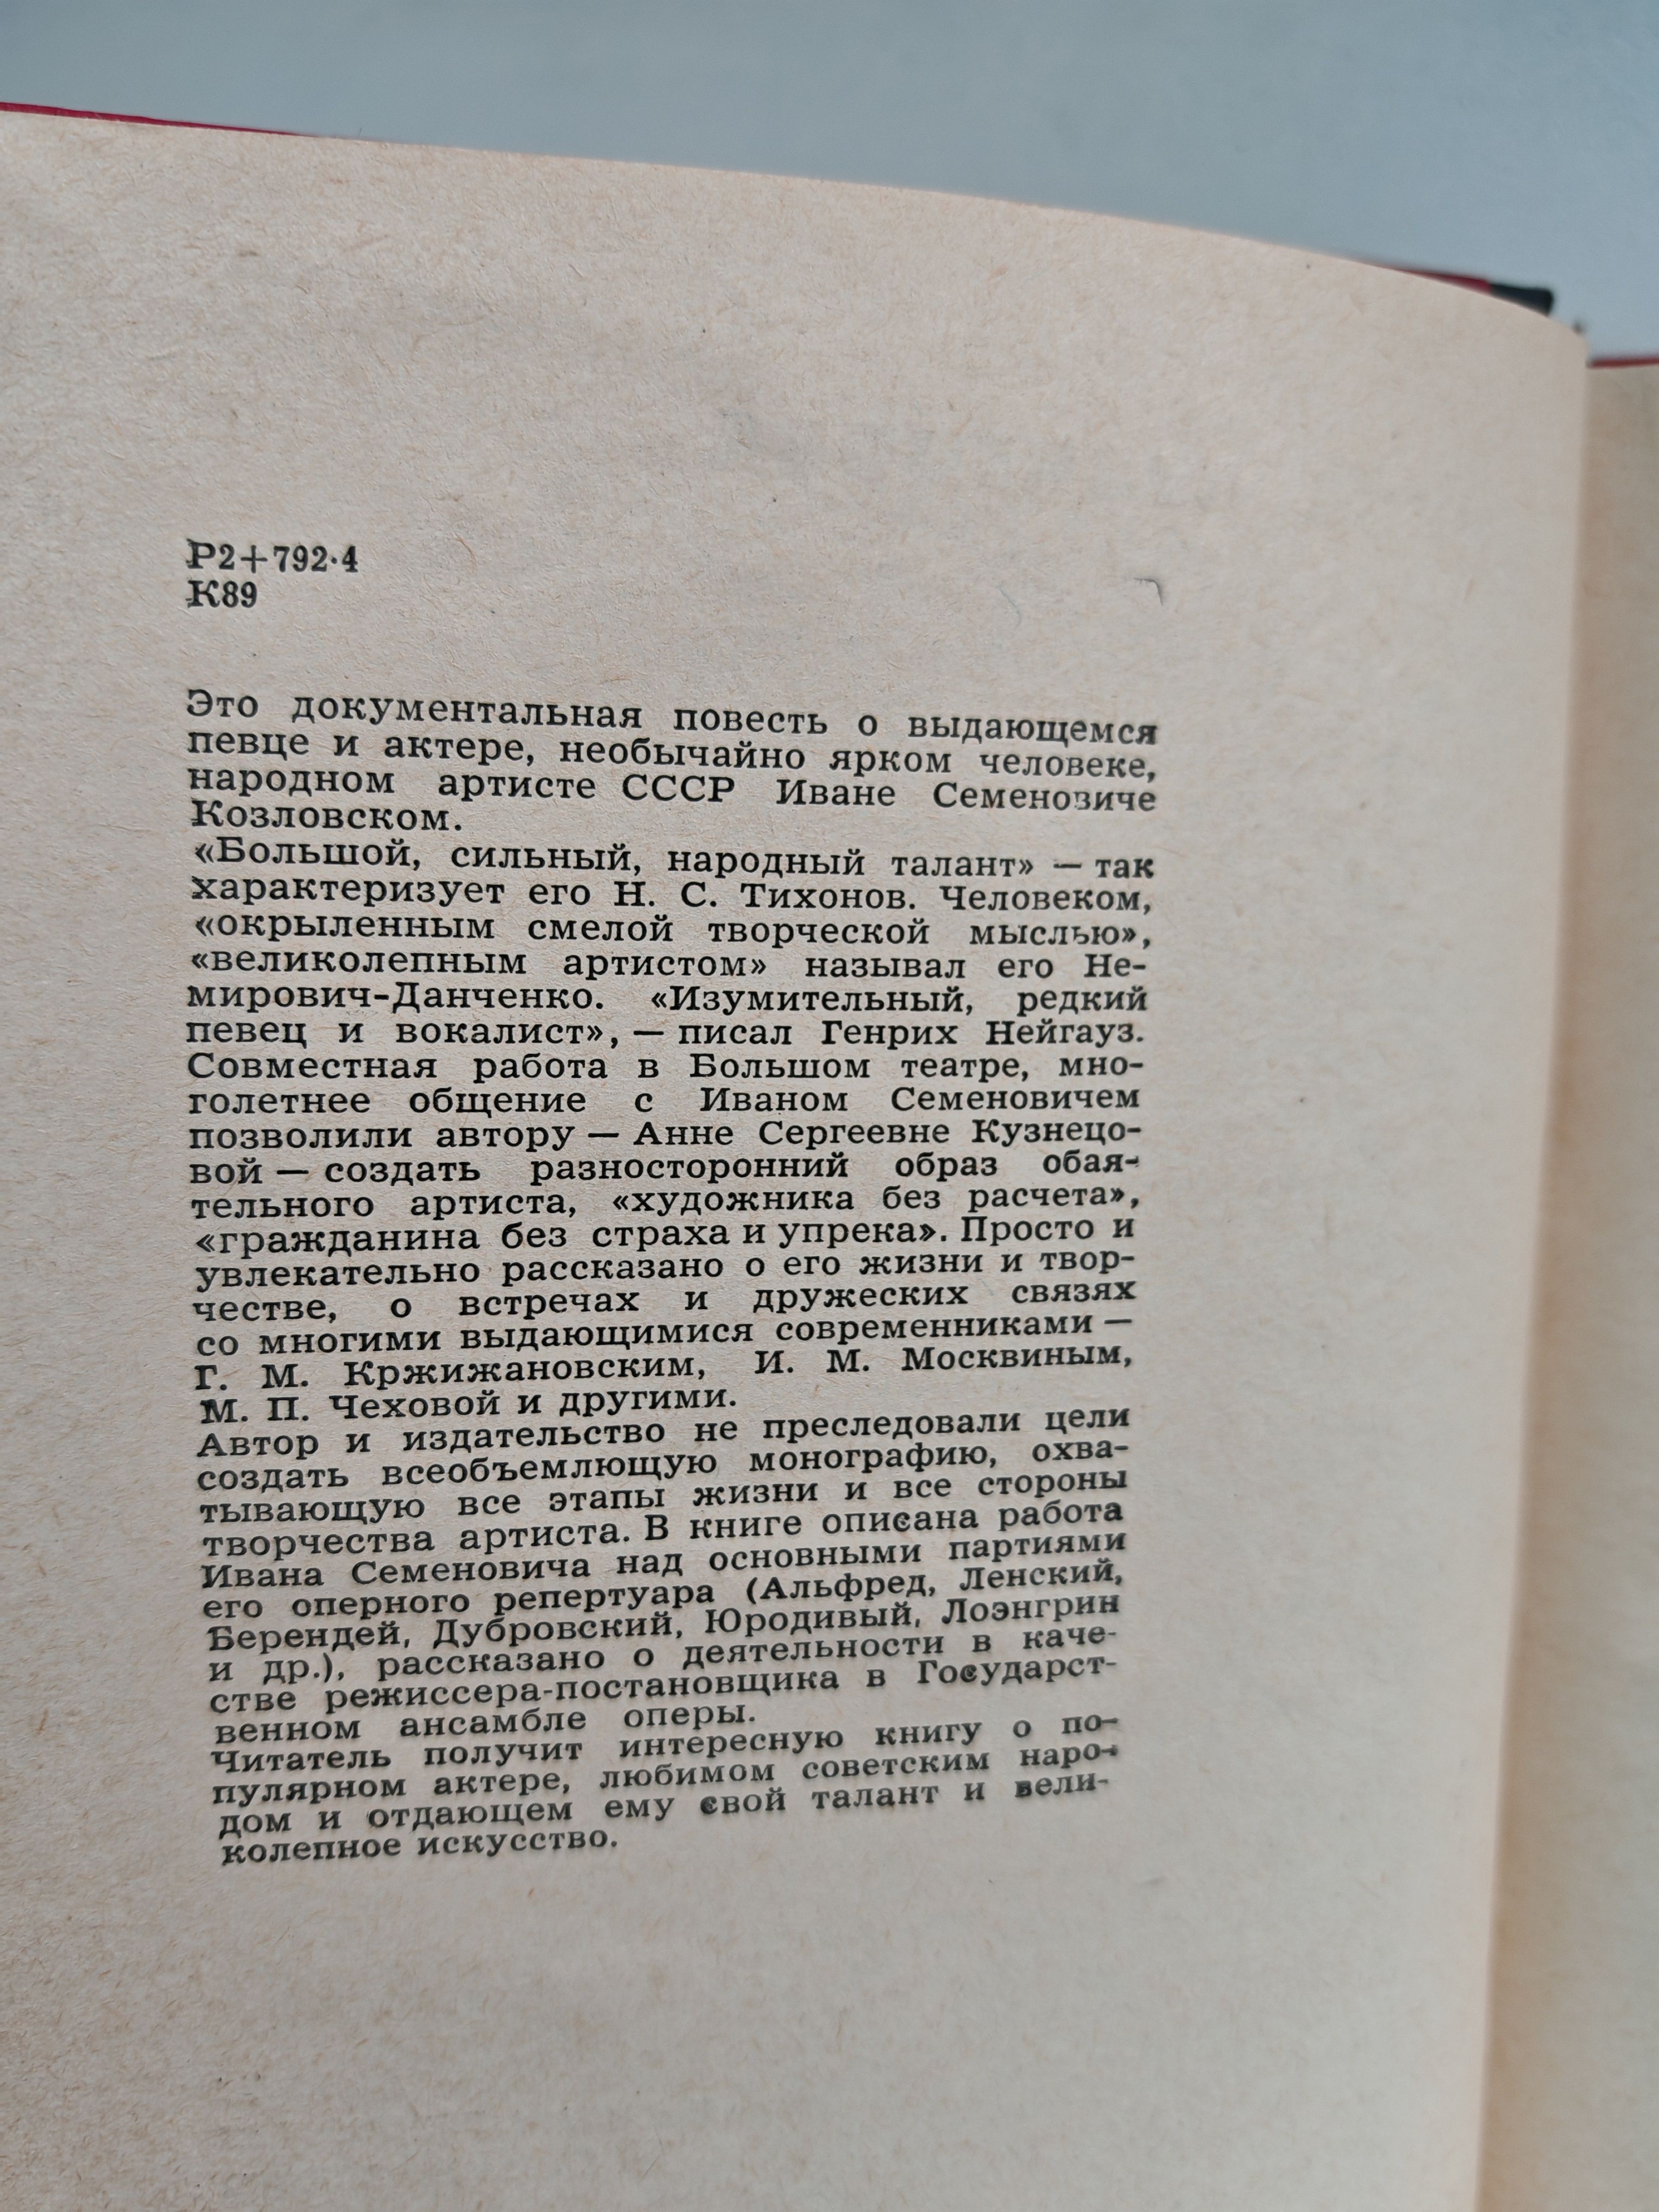 Р2+792·4
К89
Это документальная повесть о выдающемся
певце и актере, необычайно ярком человеке,
народном артисте СССР Иване Семеновиче
Козловском.
«Большой, сильный, народный талант» — так
характеризует его Н. С. Тихонов. Человеком,
«окрыленным смелой творческой мыслью»,
«великолепным артистом» называл его Не-
мирович-Данченко. «Изумительный, редкий
певец и вокалист», — писал Генрих Нейгауз.
Совместная работа в Большом театре, мно-
голетнее общение с Иваном Семеновичем
позволили автору — Анне Сергеевне Кузнецо-
вой — создать разносторонний образ обая-
тельного артиста, «художника без расчета»,
«гражданина без страха и упрека». Просто и
увлекательно рассказано о его жизни и твор-
честве, о встречах и дружеских связях
со многими выдающимися современниками —
Г. М. Кржижановским, И. М. Москвиным,
М. П. Чеховой и другими.
Автор и издательство не преследовали цели
создать всеобъемлющую монографию, охва-
тывающую все этапы жизни и все стороны
творчества артиста. В книге описана работа
Ивана Семеновича над основными партиями
его оперного репертуара (Альфред, Ленский,
Берендей, Дубровский, Юродивый, Лоэнгрин
и др.), рассказано о деятельности в каче-
стве режиссера-постановщика в Государст-
венном ансамбле оперы.
Читатель получит интересную книгу о по-
пулярном актере, любимом советским наро-
дом и отдающем ему свой талант и вели-
колепное искусство.